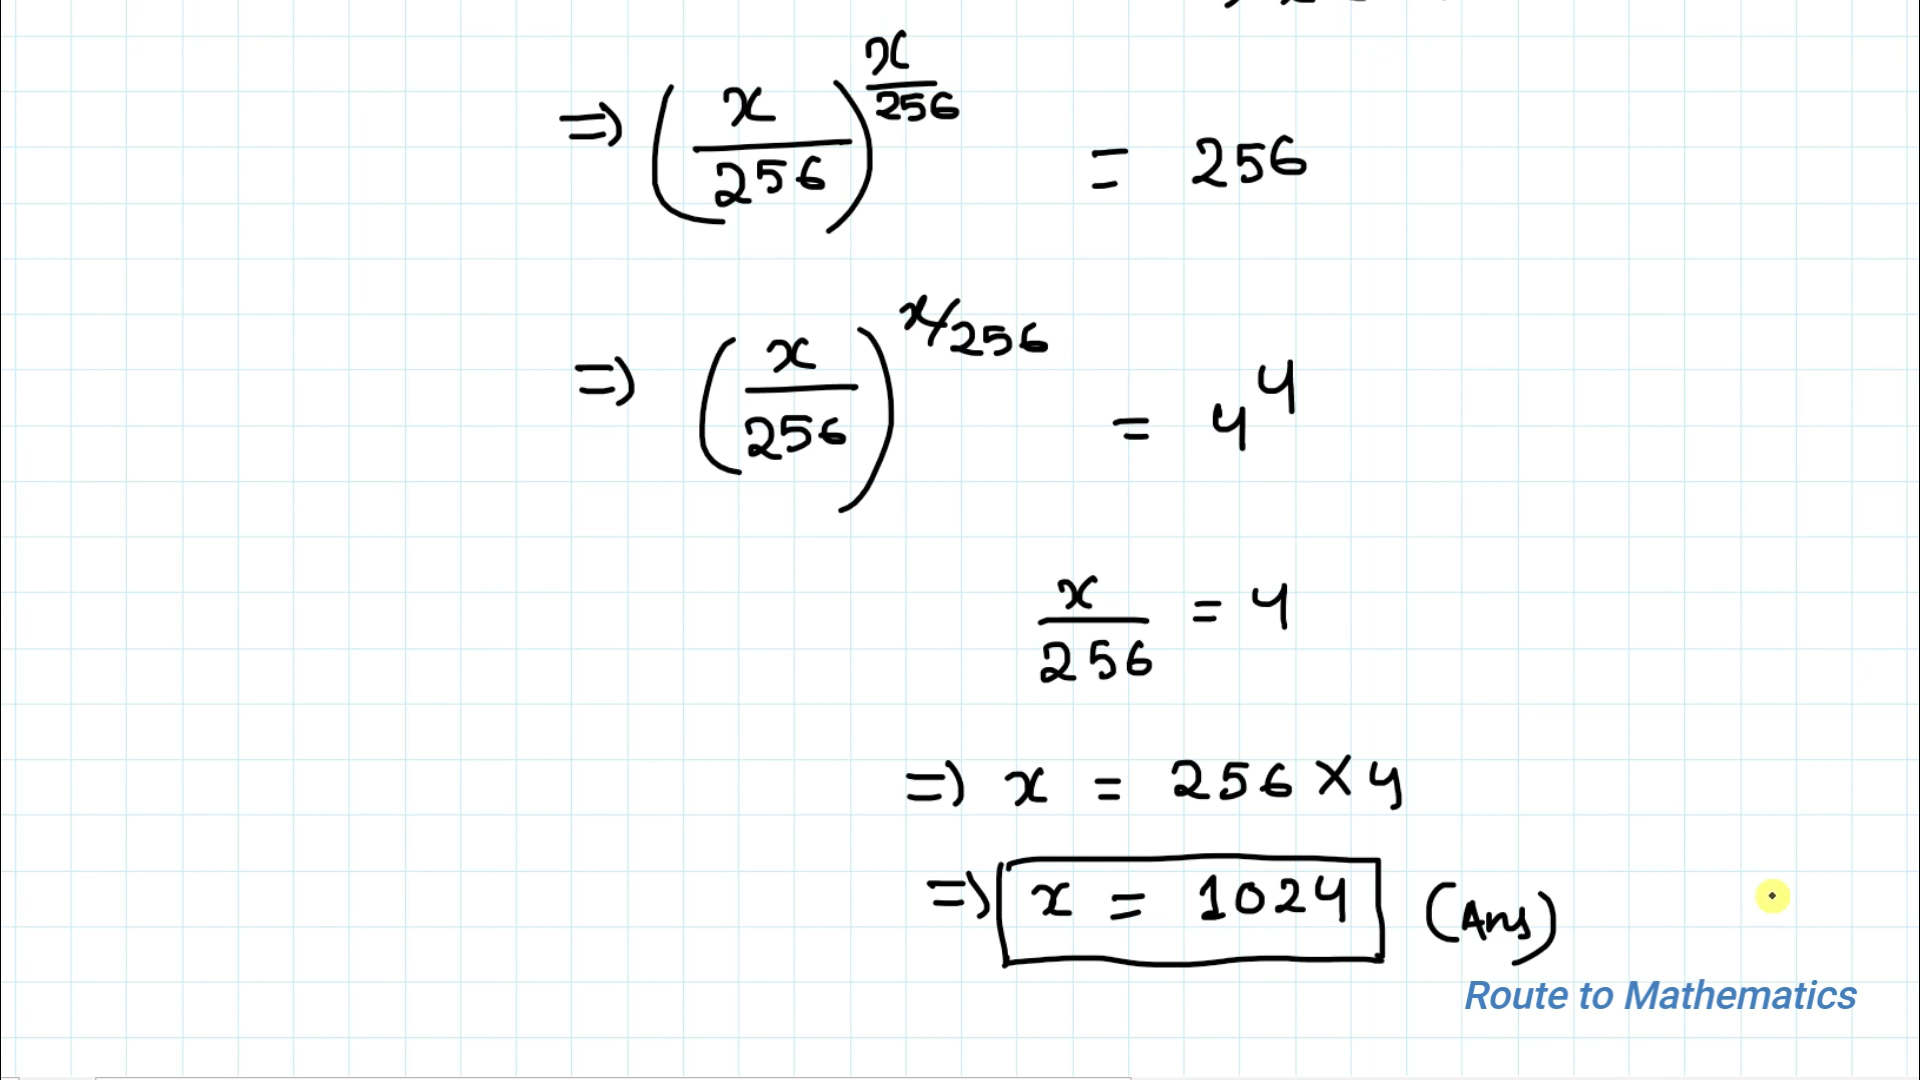 ⇒ (x/256)^(x/256) = 256
⇒ (x/256)^(x/256) = 4^4
x/256 = 4
⇒ x = 256 × 4
⇒ x = 1024 (Ans)
Route to Mathematics